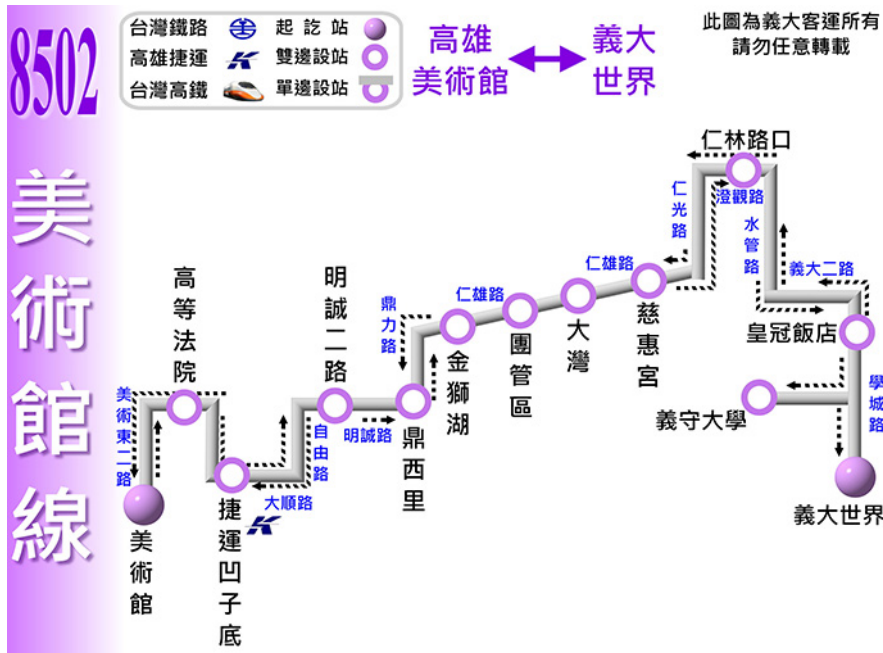 8502
美術館線
台灣鐵路
起訖站
高雄捷運
雙邊設站
台灣高鐵
單邊設站
高雄
美術館
義大
世界
此圖為義大客運所有
請勿任意轉載
美術館
美術東二路
高等法院
捷運凹子底
大順路
自由路
明誠二路
明誠路
鼎西里
鼎力路
金獅湖
仁雄路
團管區
大灣
仁雄路
慈惠宮
仁光路
仁林路口
澄觀路
水管路
義大二路
皇冠飯店
學城路
義守大學
義大世界